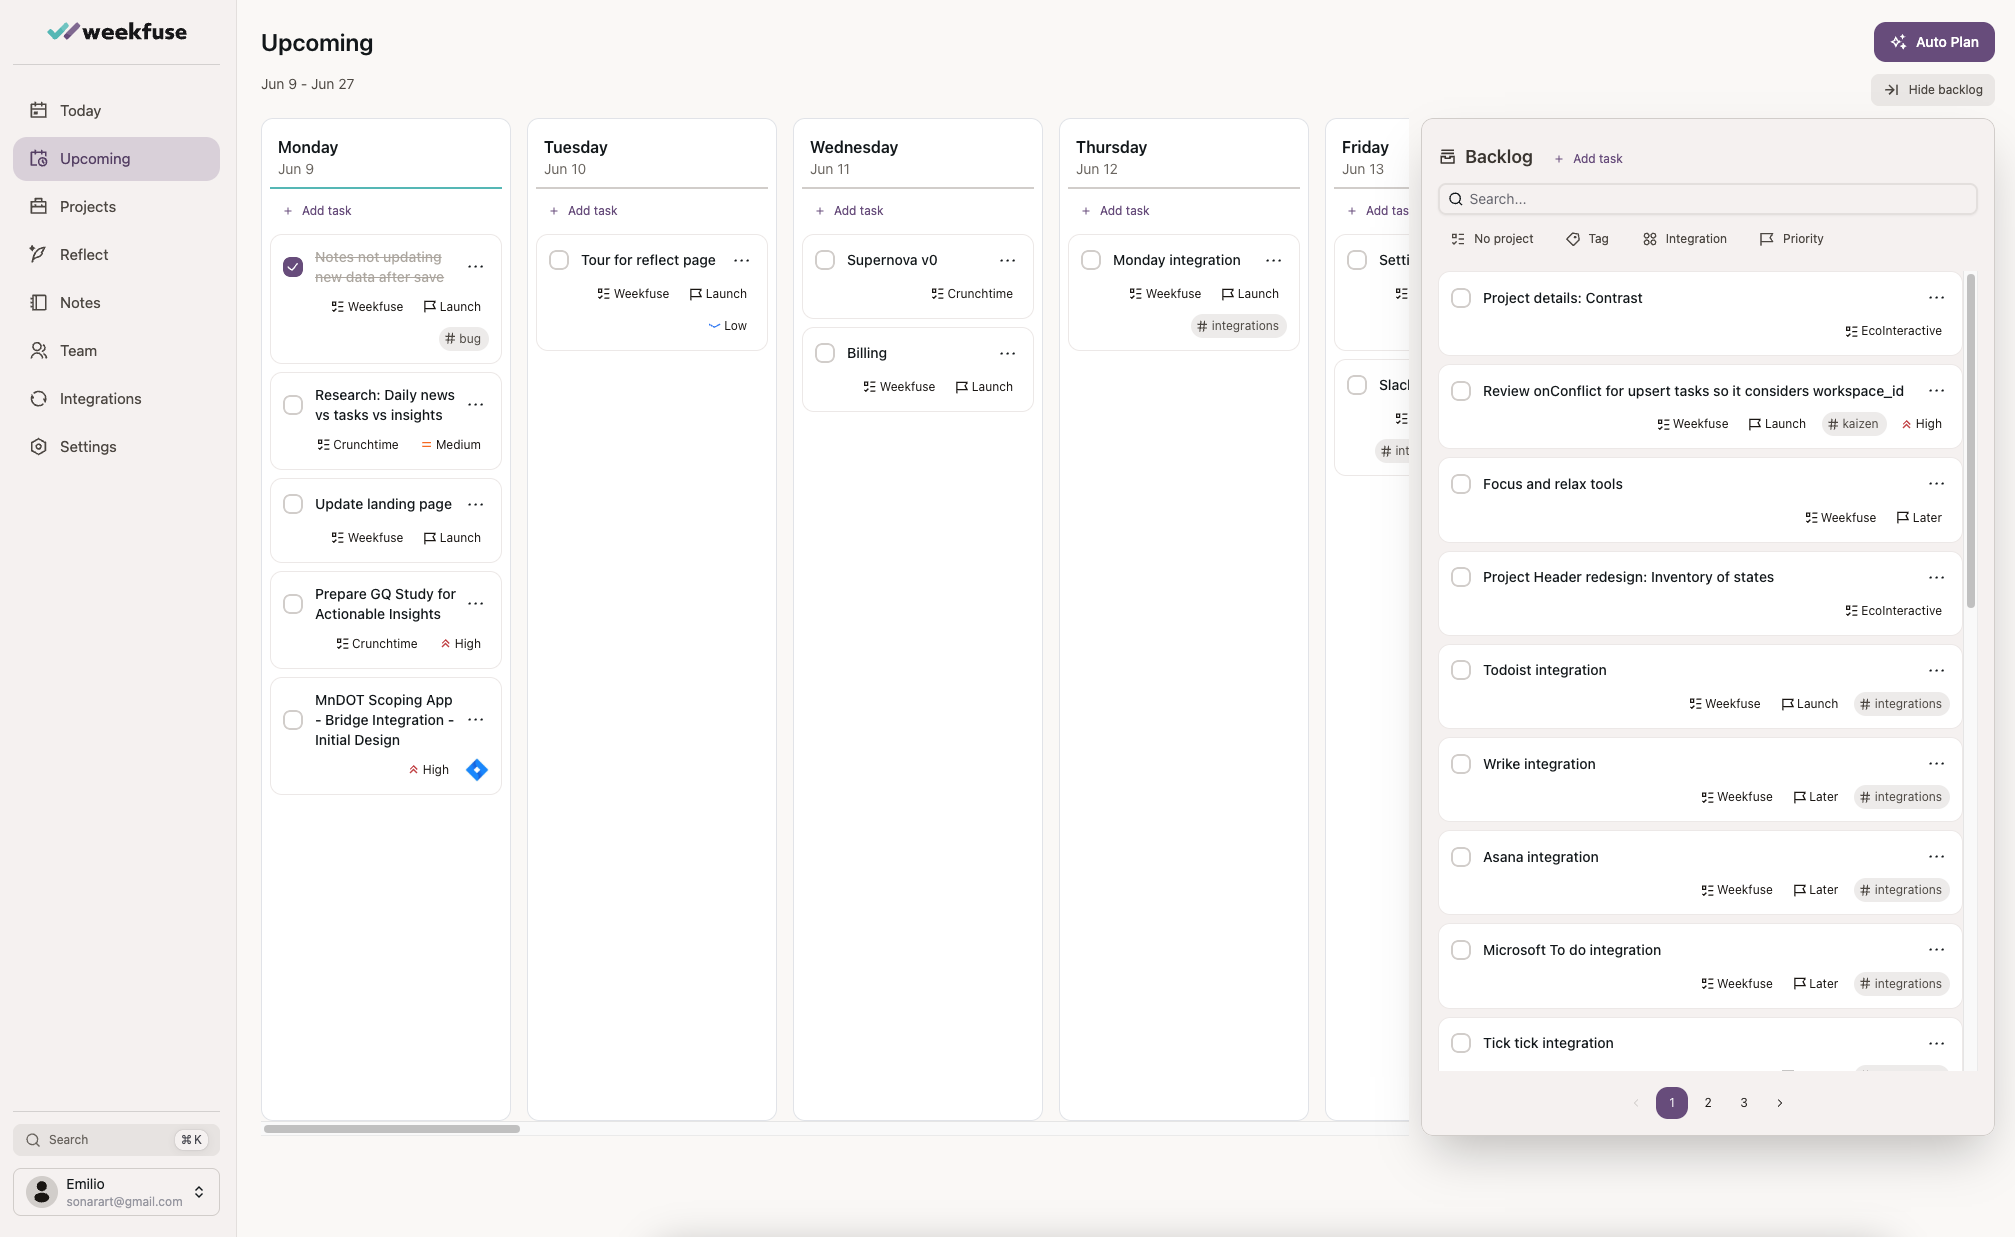 weekfuse
Today
Upcoming
Projects
Reflect
Notes
Team
Integrations
Settings
Search
⌘ K
Emilio
sonarart@gmail.com
Upcoming
Jun 9 - Jun 27
Auto Plan
Hide backlog
Monday
Jun 9
+ Add task
Notes not updating
new data after save
Weekfuse Launch
# bug
Research: Daily news
vs tasks vs insights
Crunchtime Medium
Update landing page
Weekfuse Launch
Prepare GQ Study for
Actionable Insights
Crunchtime High
MnDOT Scoping App
- Bridge Integration -
Initial Design
High
Tuesday
Jun 10
+ Add task
Tour for reflect page
Weekfuse Launch
Low
Wednesday
Jun 11
+ Add task
Supernova v0
Crunchtime
Billing
Weekfuse Launch
Thursday
Jun 12
+ Add task
Monday integration
Weekfuse Launch
# integrations
Friday
Jun 13
+ Add tas
Setti
Slac
# int
Backlog + Add task
Search...
No project Tag Integration Priority
Project details: Contrast
EcoInteractive
Review onConflict for upsert tasks so it considers workspace_id
Weekfuse Launch # kaizen High
Focus and relax tools
Weekfuse Later
Project Header redesign: Inventory of states
EcoInteractive
Todoist integration
Weekfuse Launch # integrations
Wrike integration
Weekfuse Later # integrations
Asana integration
Weekfuse Later # integrations
Microsoft To do integration
Weekfuse Later # integrations
Tick tick integration
1 2 3